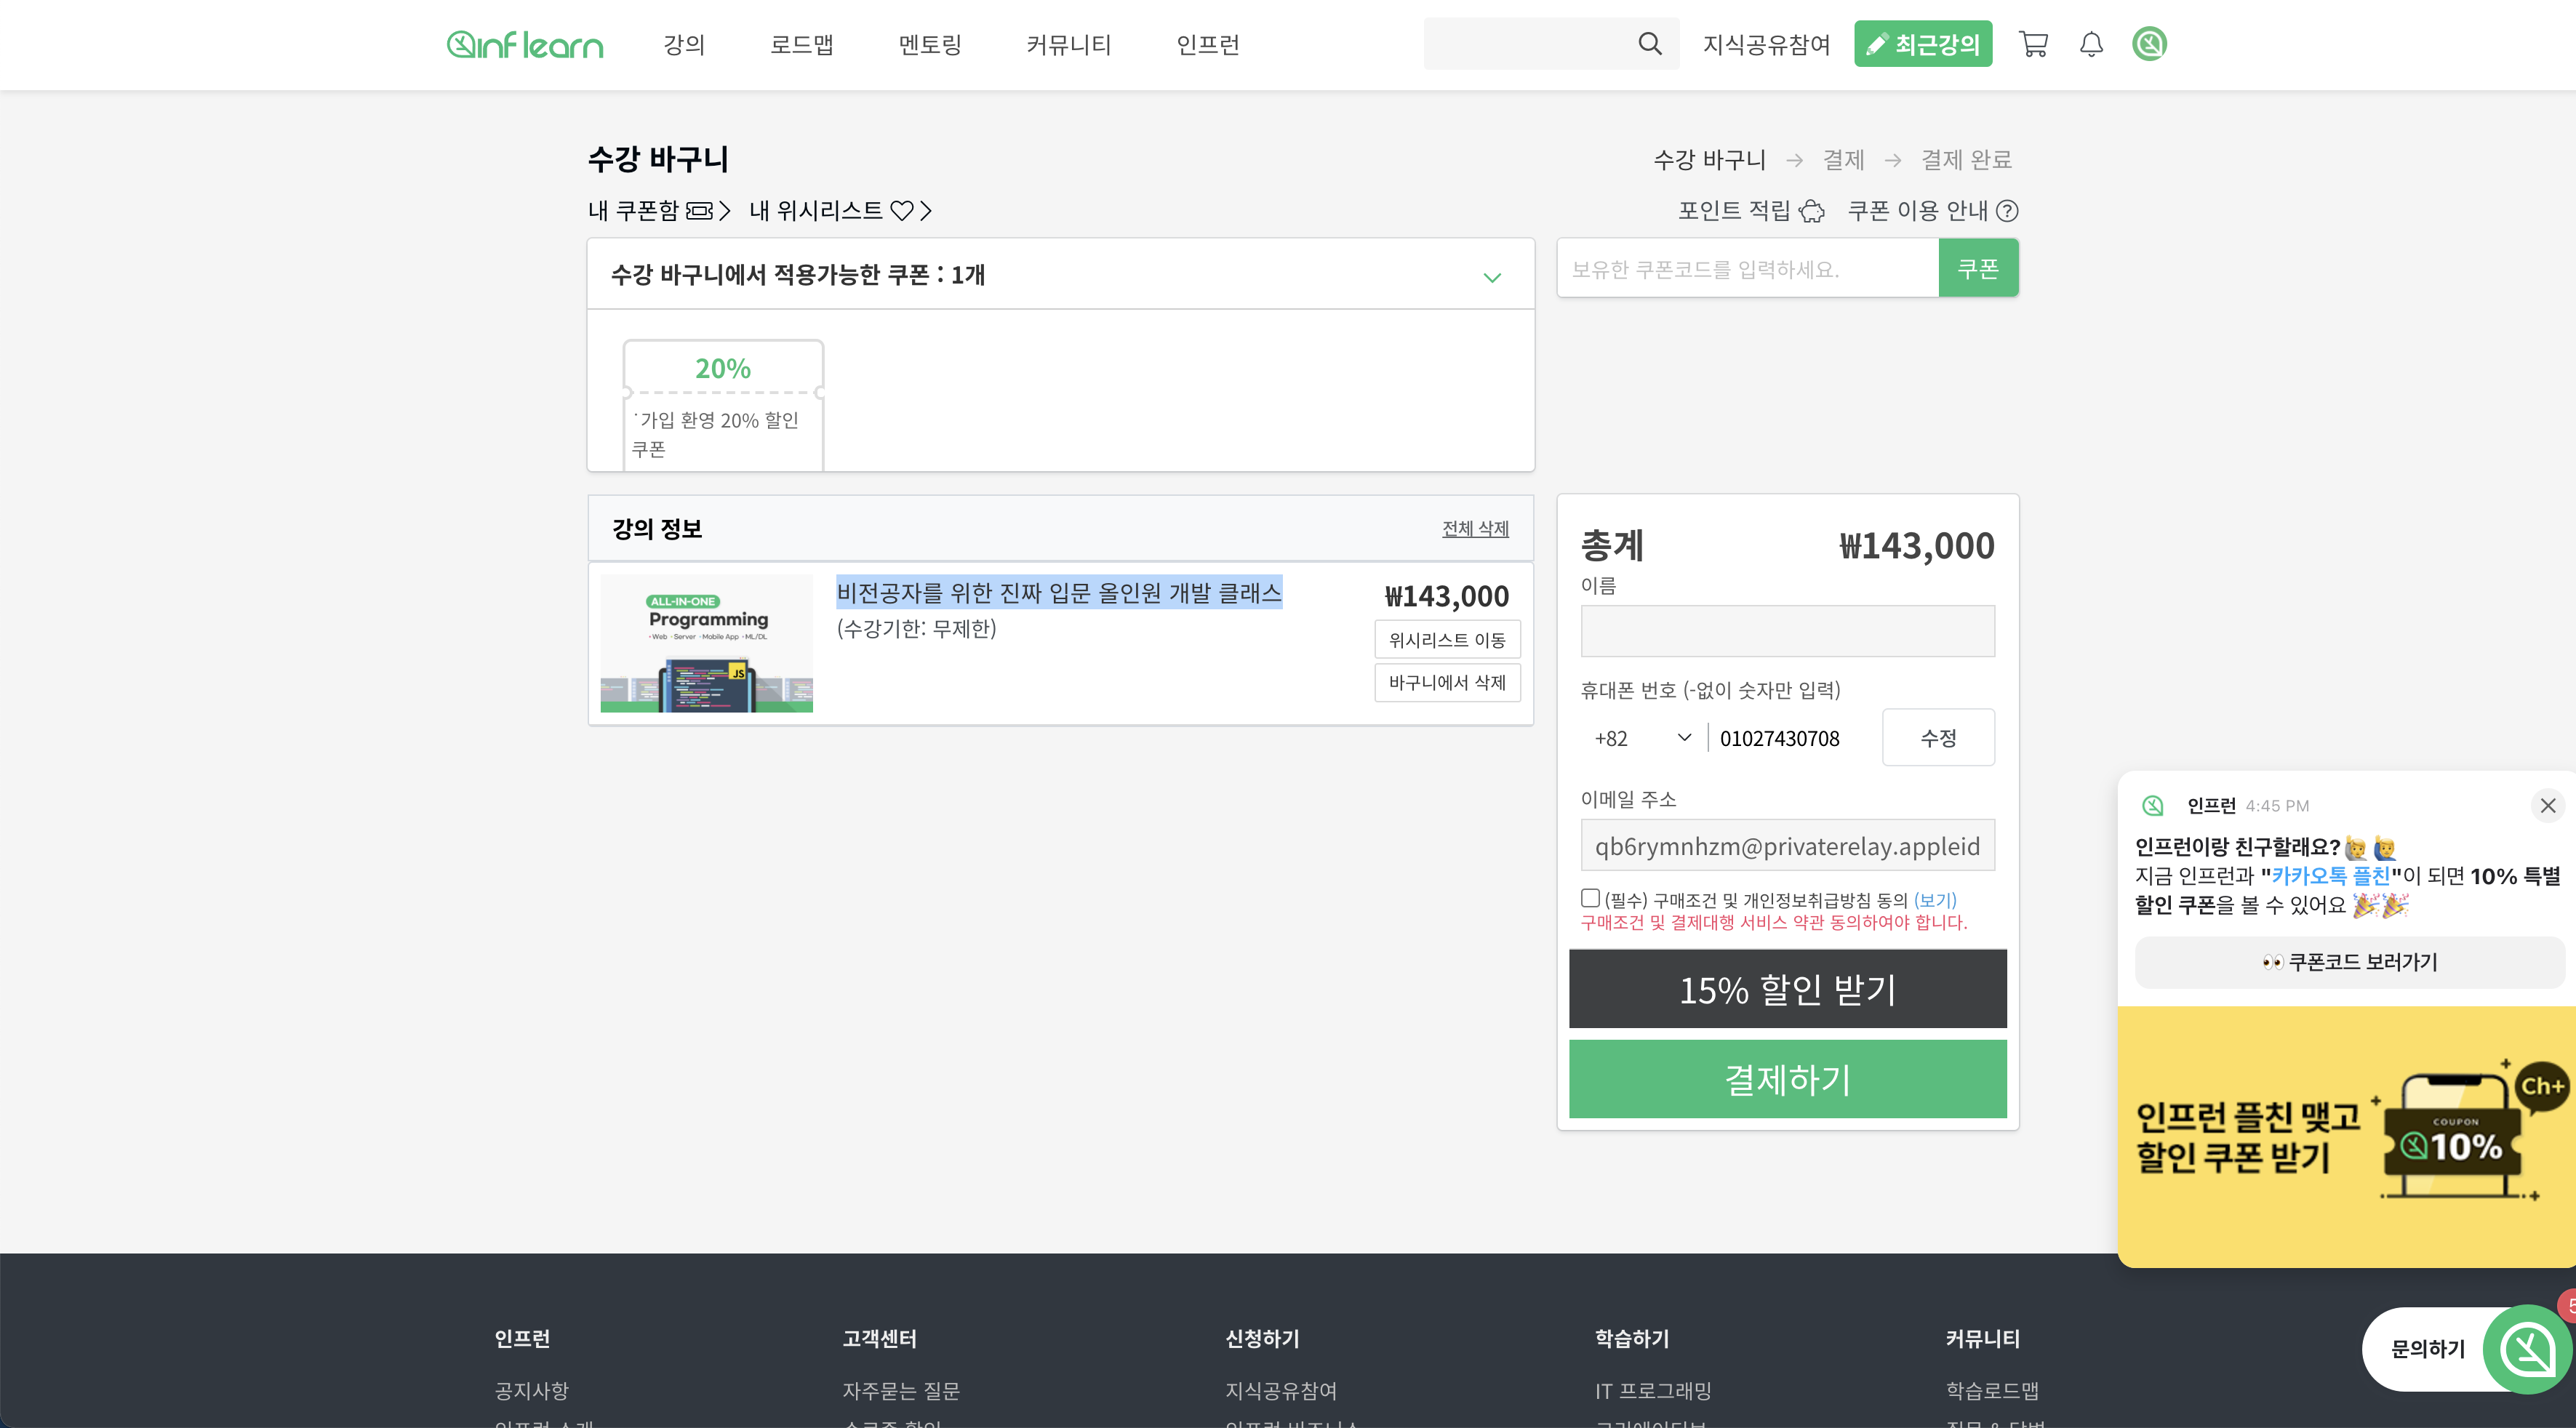 inflearn
강의
로드맵
멘토링
커뮤니티
인프런
지식공유참여
최근강의
수강 바구니
수강 바구니 → 결제 → 결제 완료
내 쿠폰함
내 위시리스트
포인트 적립
쿠폰 이용 안내
수강 바구니에서 적용가능한 쿠폰 : 1개
보유한 쿠폰코드를 입력하세요.
쿠폰
20%
가입 환영 20% 할인
쿠폰
강의 정보
전체 삭제
ALL-IN-ONE
Programming
• Web • Server • Mobile App • ML/DL
JS
비전공자를 위한 진짜 입문 올인원 개발 클래스
(수강기한: 무제한)
₩143,000
위시리스트 이동
바구니에서 삭제
총계
₩143,000
이름
휴대폰 번호 (-없이 숫자만 입력)
+82
01027430708
수정
이메일 주소
qb6rymnhzm@privaterelay.appleid
(필수) 구매조건 및 개인정보취급방침 동의 (보기)
구매조건 및 결제대행 서비스 약관 동의하여야 합니다.
15% 할인 받기
결제하기
인프런 4:45 PM
인프런이랑 친구할래요?🙋🙋‍♂️
지금 인프런과 "카카오톡 플친"이 되면 10% 특별
할인 쿠폰을 볼 수 있어요 🎉🎉
👀 쿠폰코드 보러가기
인프런 플친 맺고
할인 쿠폰 받기
Ch+
COUPON
10%
문의하기
5
인프런
고객센터
신청하기
학습하기
커뮤니티
공지사항
자주묻는 질문
지식공유참여
IT 프로그래밍
학습로드맵